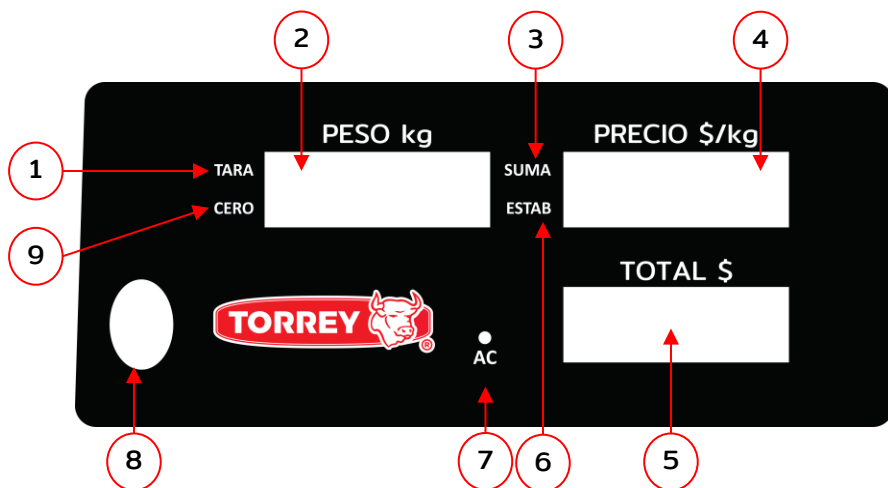 2
3
4
PESO kg
PRECIO $/kg
1
TARA
SUMA
CERO
ESTAB
9
TOTAL $
TORREY
®
AC
8
7
6
5